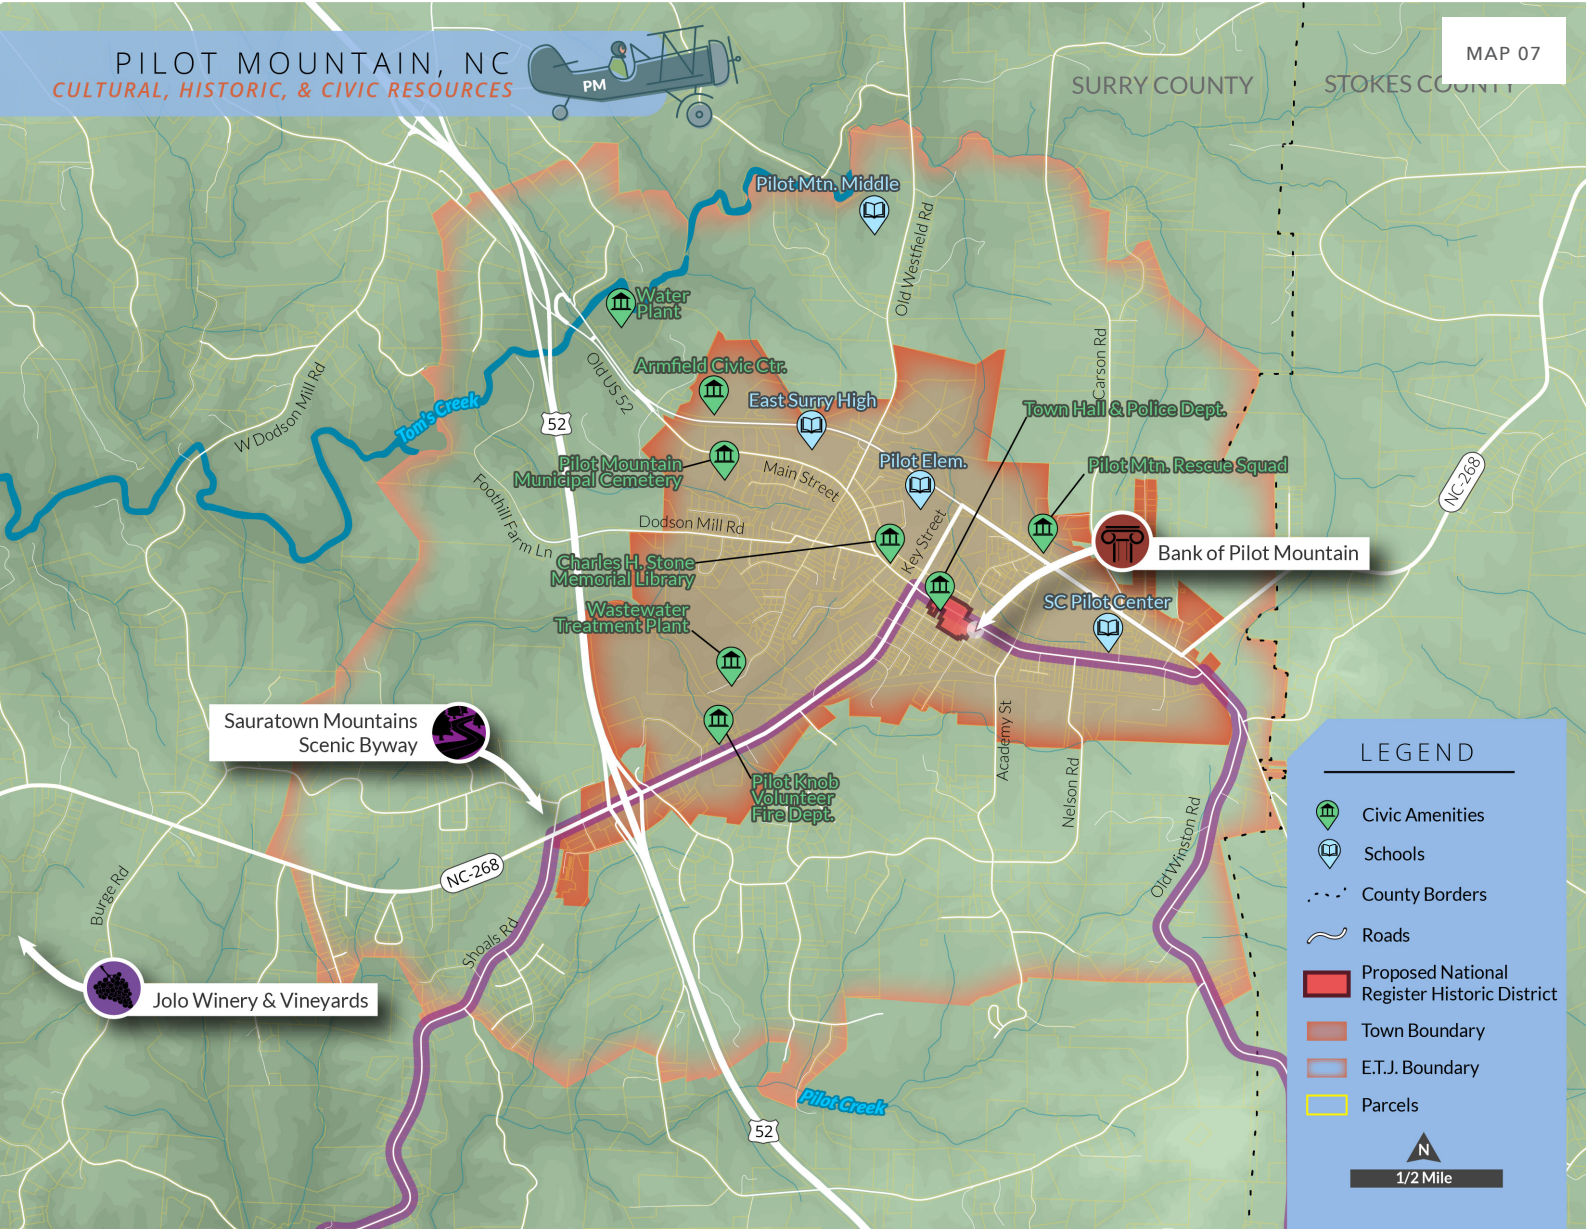 PILOT MOUNTAIN, NC
CULTURAL, HISTORIC, & CIVIC RESOURCES
PM
MAP 07
SURRY COUNTY
STOKES COUNTY
Pilot Mtn. Middle
Old Westfield Rd
Water
Plant
Armfield Civic Ctr.
Old US 52
East Surry High
Carson Rd
Town Hall & Police Dept.
W Dodson Mill Rd
Tom's Creek
52
Pilot Mountain
Municipal Cemetery
Main Street
Pilot Elem.
Pilot Mtn. Rescue Squad
NC-268
Foothill Farm Ln
Dodson Mill Rd
Key Street
Bank of Pilot Mountain
Charles H. Stone
Memorial Library
SC Pilot Center
Wastewater
Treatment Plant
Sauratown Mountains
Scenic Byway
Academy St
Nelson Rd
Pilot Knob
Volunteer
Fire Dept.
Old Winston Rd
NC-268
Burge Rd
Shoals Rd
Jolo Winery & Vineyards
Pilot Creek
52
LEGEND
Civic Amenities
Schools
County Borders
Roads
Proposed National
Register Historic District
Town Boundary
E.T.J. Boundary
Parcels
N
1/2 Mile